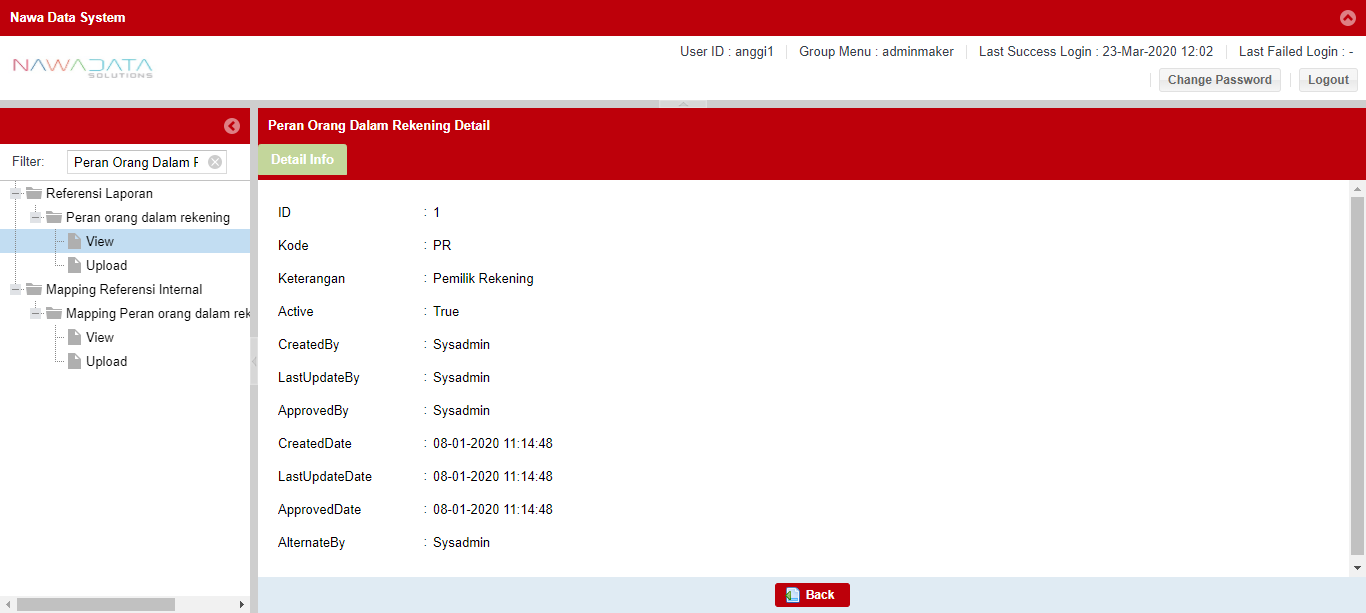 Nawa Data System
User ID : anggi1 Group Menu : adminmaker Last Success Login : 23-Mar-2020 12:02 Last Failed Login : -
NAWADATA
SOLUTIONS
Change Password Logout
Peran Orang Dalam Rekening Detail
Filter: Peran Orang Dalam F
Detail Info
Referensi Laporan
Peran orang dalam rekening
View
Upload
Mapping Referensi Internal
Mapping Peran orang dalam rek
View
Upload
ID : 1
Kode : PR
Keterangan : Pemilik Rekening
Active : True
CreatedBy : Sysadmin
LastUpdateBy : Sysadmin
ApprovedBy : Sysadmin
CreatedDate : 08-01-2020 11:14:48
LastUpdateDate : 08-01-2020 11:14:48
ApprovedDate : 08-01-2020 11:14:48
AlternateBy : Sysadmin
Back